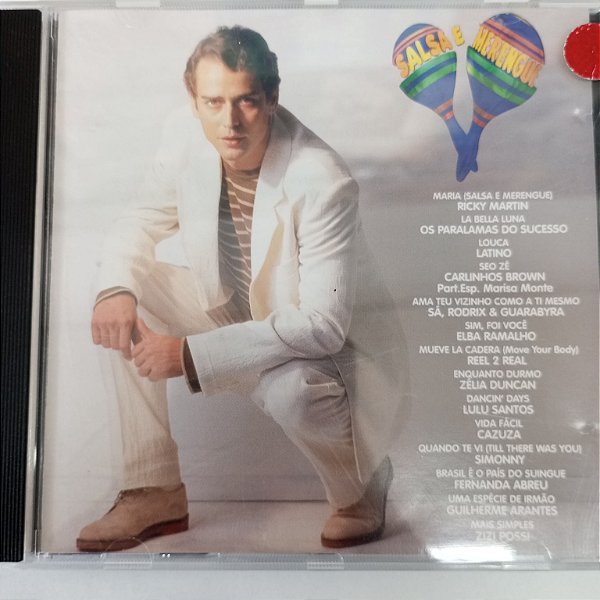 SALSA E MERENGUE
MARIA (SALSA E MERENGUE)
RICKY MARTIN
LA BELLA LUNA
OS PARALAMAS DO SUCESSO
LOUCA
LATINO
SEO ZÉ
CARLINHOS BROWN
Part.Esp. Marisa Monte
AMA TEU VIZINHO COMO A TI MESMO
SÁ, RODRIX & GUARABYRA
SIM, FOI VOCÊ
ELBA RAMALHO
MUEVE LA CADERA (Move Your Body)
REEL 2 REAL
ENQUANTO DURMO
ZÉLIA DUNCAN
DANCIN' DAYS
LULU SANTOS
VIDA FÁCIL
CAZUZA
QUANDO TE VI (TILL THERE WAS YOU)
SIMONNY
BRASIL É O PAÍS DO SUINGUE
FERNANDA ABREU
UMA ESPÉCIE DE IRMÃO
GUILHERME ARANTES
MAIS SIMPLES
ZIZI POSSI